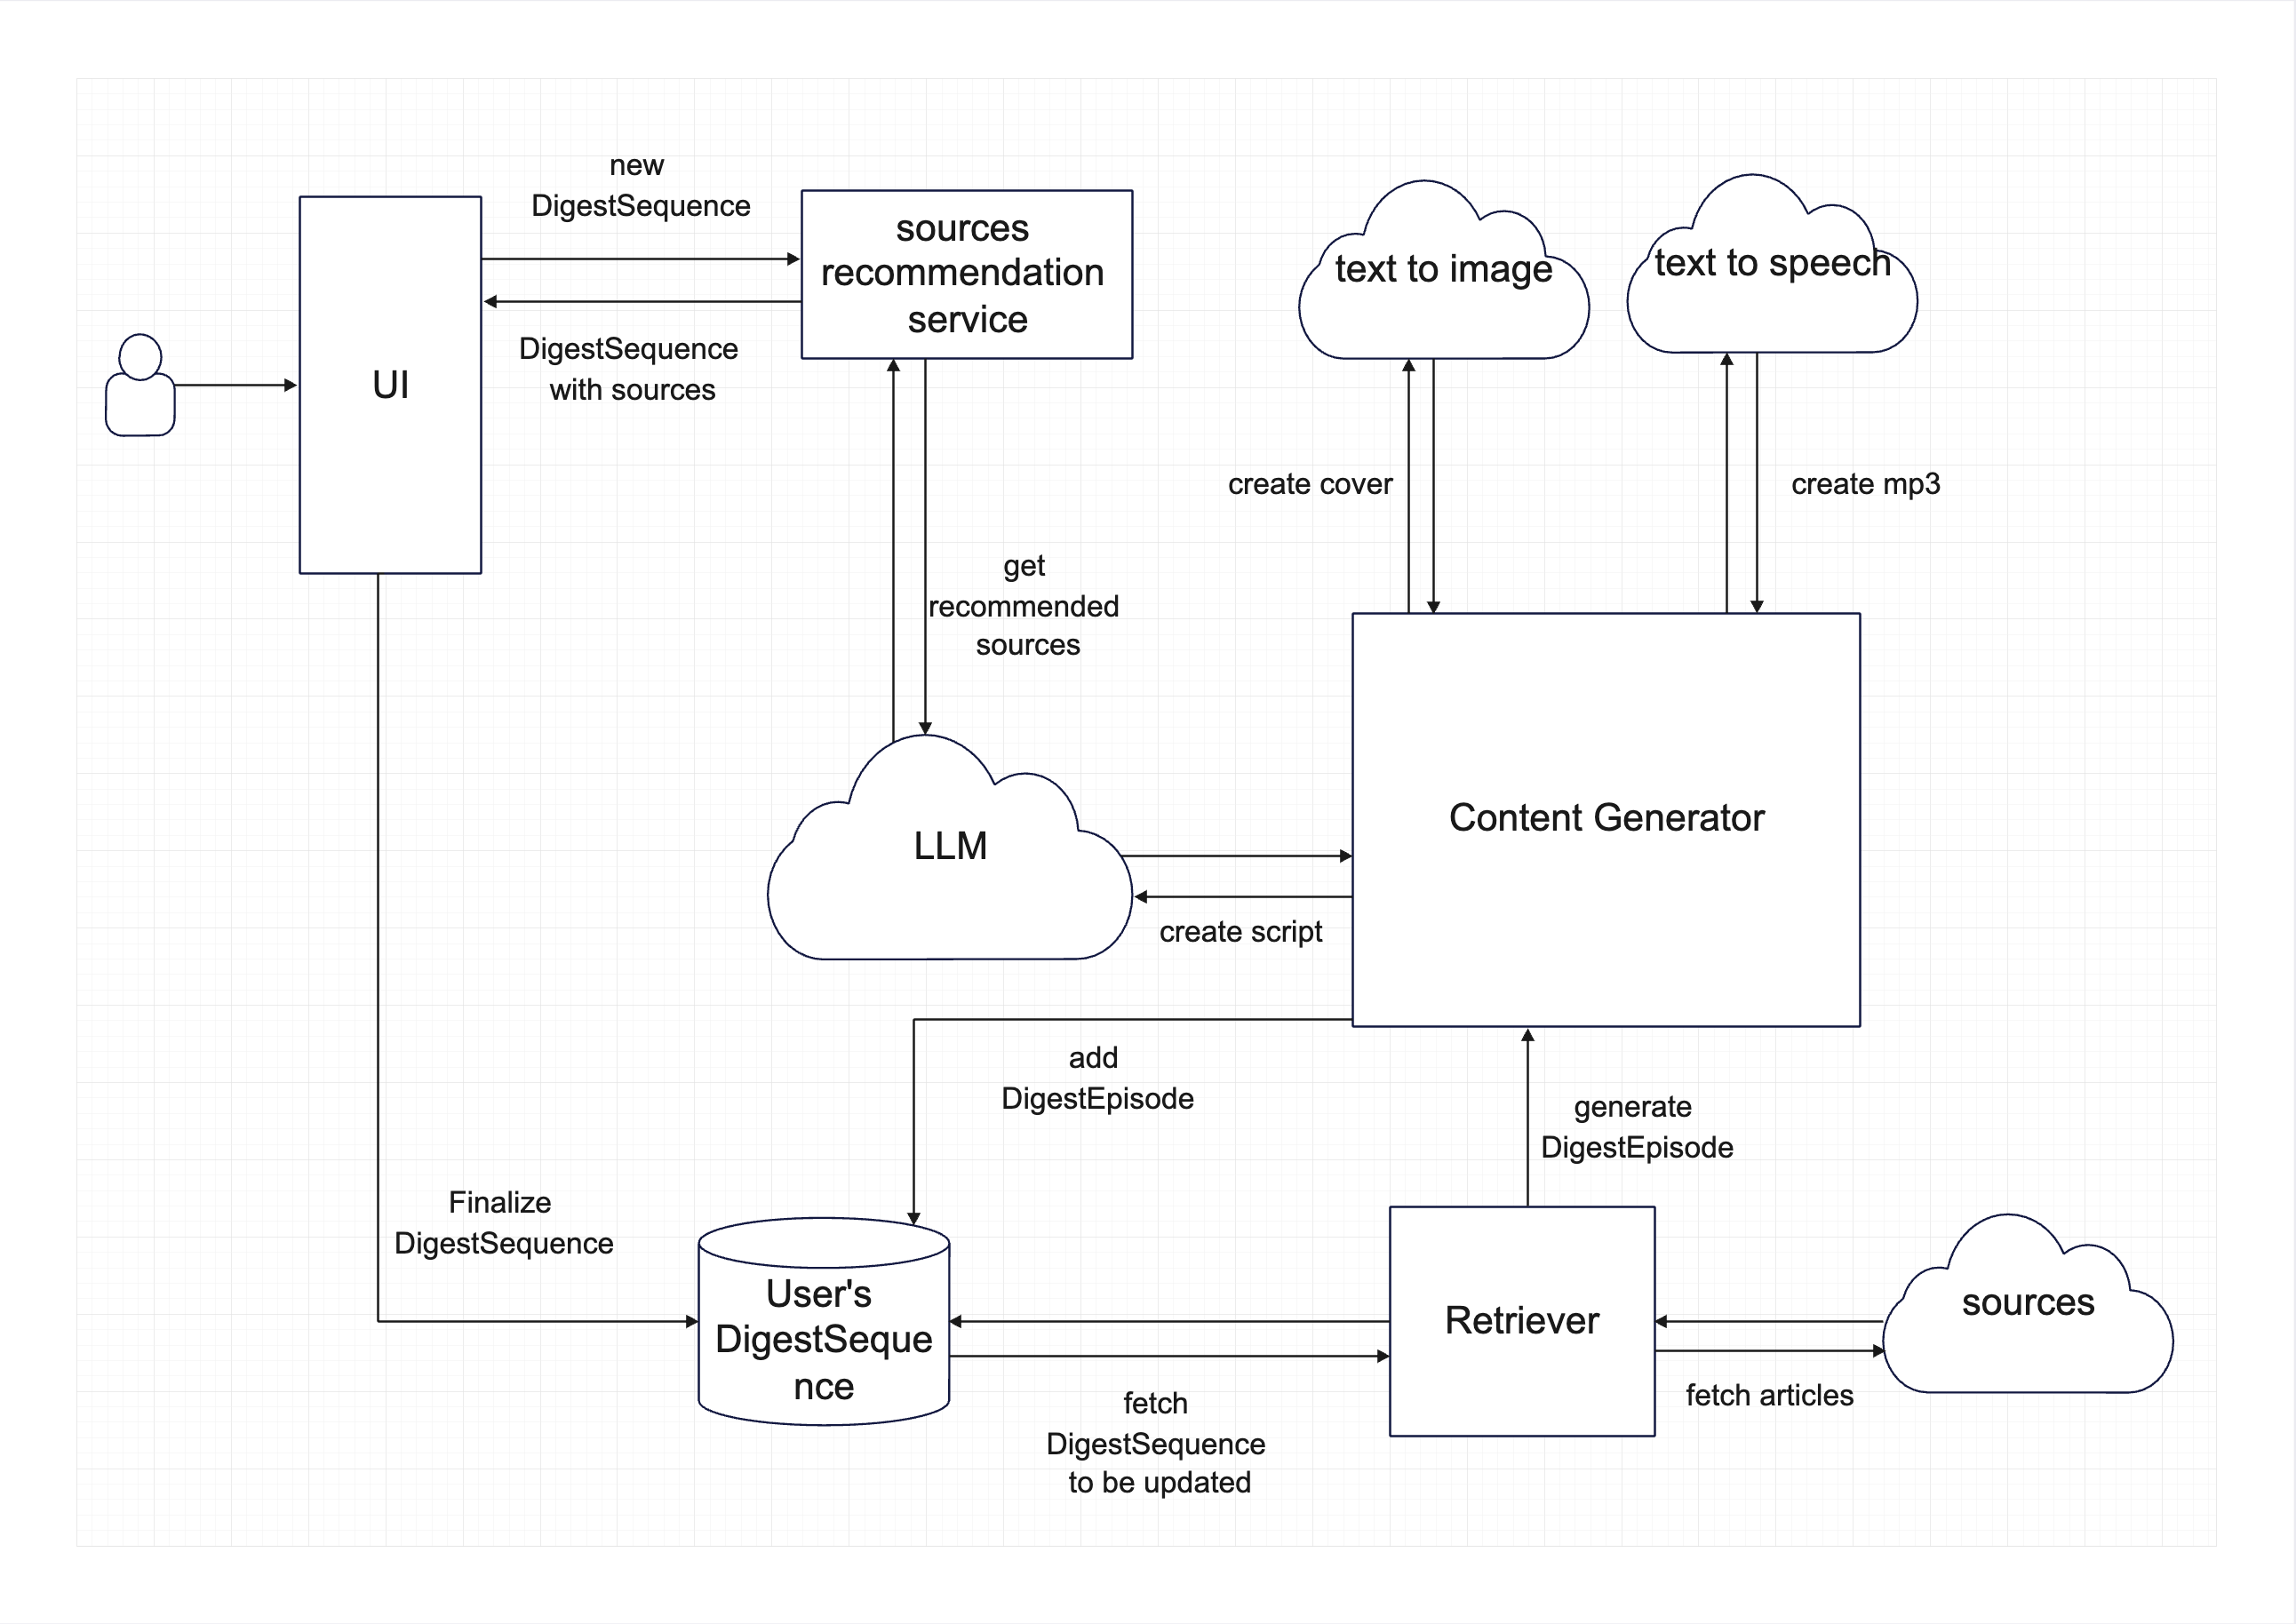 new
DigestSequence
sources
recommendation
service
DigestSequence
with sources
UI
text to image
text to speech
create cover
create mp3
get
recommended
sources
LLM
Content Generator
create script
add
DigestEpisode
generate
DigestEpisode
Finalize
DigestSequence
User's
DigestSeque
nce
Retriever
sources
fetch
DigestSequence
to be updated
fetch articles